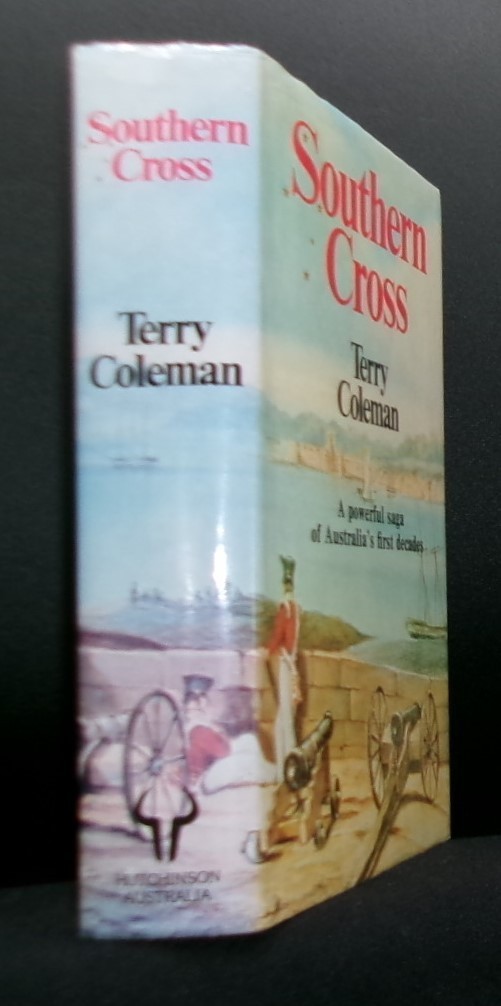 Southern
Cross
Terry
Coleman
HUTCHINSON
AUSTRALIA
Southern
Cross
Terry
Coleman
A powerful saga
of Australia's first decades